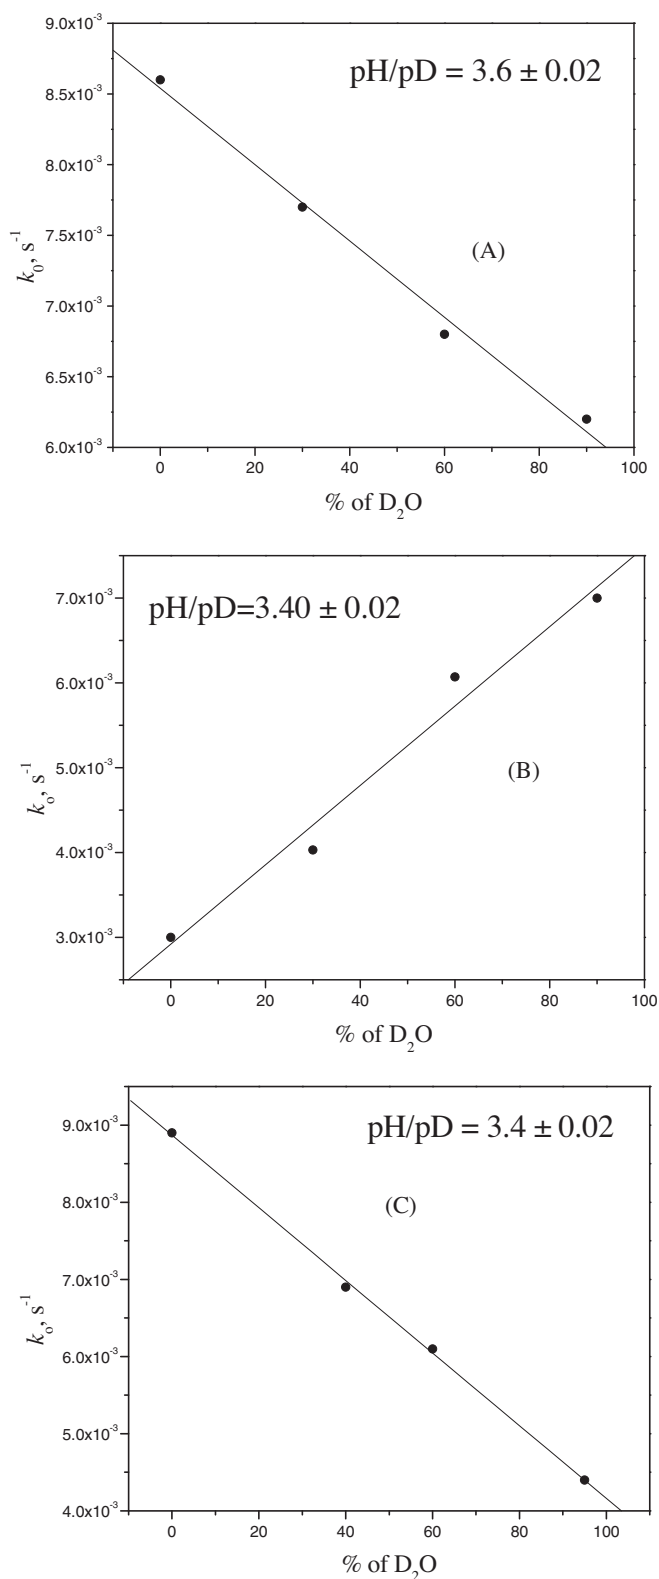 9.0x10⁻³
pH/pD = 3.6 ± 0.02
8.5x10⁻³
8.0x10⁻³
7.5x10⁻³
(A)
k₀, s⁻¹
7.0x10⁻³
6.5x10⁻³
6.0x10⁻³
0 20 40 60 80 100
% of D₂O
7.0x10⁻³
pH/pD=3.40 ± 0.02
6.0x10⁻³
5.0x10⁻³
(B)
kₒ, s⁻¹
4.0x10⁻³
3.0x10⁻³
0 20 40 60 80 100
% of D₂O
9.0x10⁻³
pH/pD = 3.4 ± 0.02
8.0x10⁻³
(C)
7.0x10⁻³
kₒ, s⁻¹
6.0x10⁻³
5.0x10⁻³
4.0x10⁻³
0 20 40 60 80 100
% of D₂O